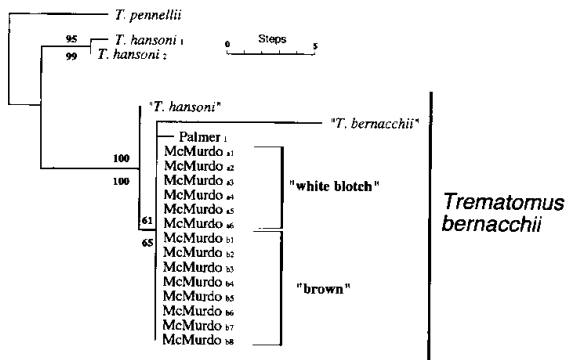 T. pennellii
95
T. hansoni 1
99
T. hansoni 2
0 Steps 5
"T. hansoni"
"T. bernacchii"
Palmer 1
100
100
McMurdo a1
McMurdo a2
McMurdo a3
McMurdo a4
McMurdo a5
McMurdo a6
"white blotch"
61
65
McMurdo b1
McMurdo b2
McMurdo b3
McMurdo b4
McMurdo b5
McMurdo b6
McMurdo b7
McMurdo b8
"brown"
Trematomus
bernacchii